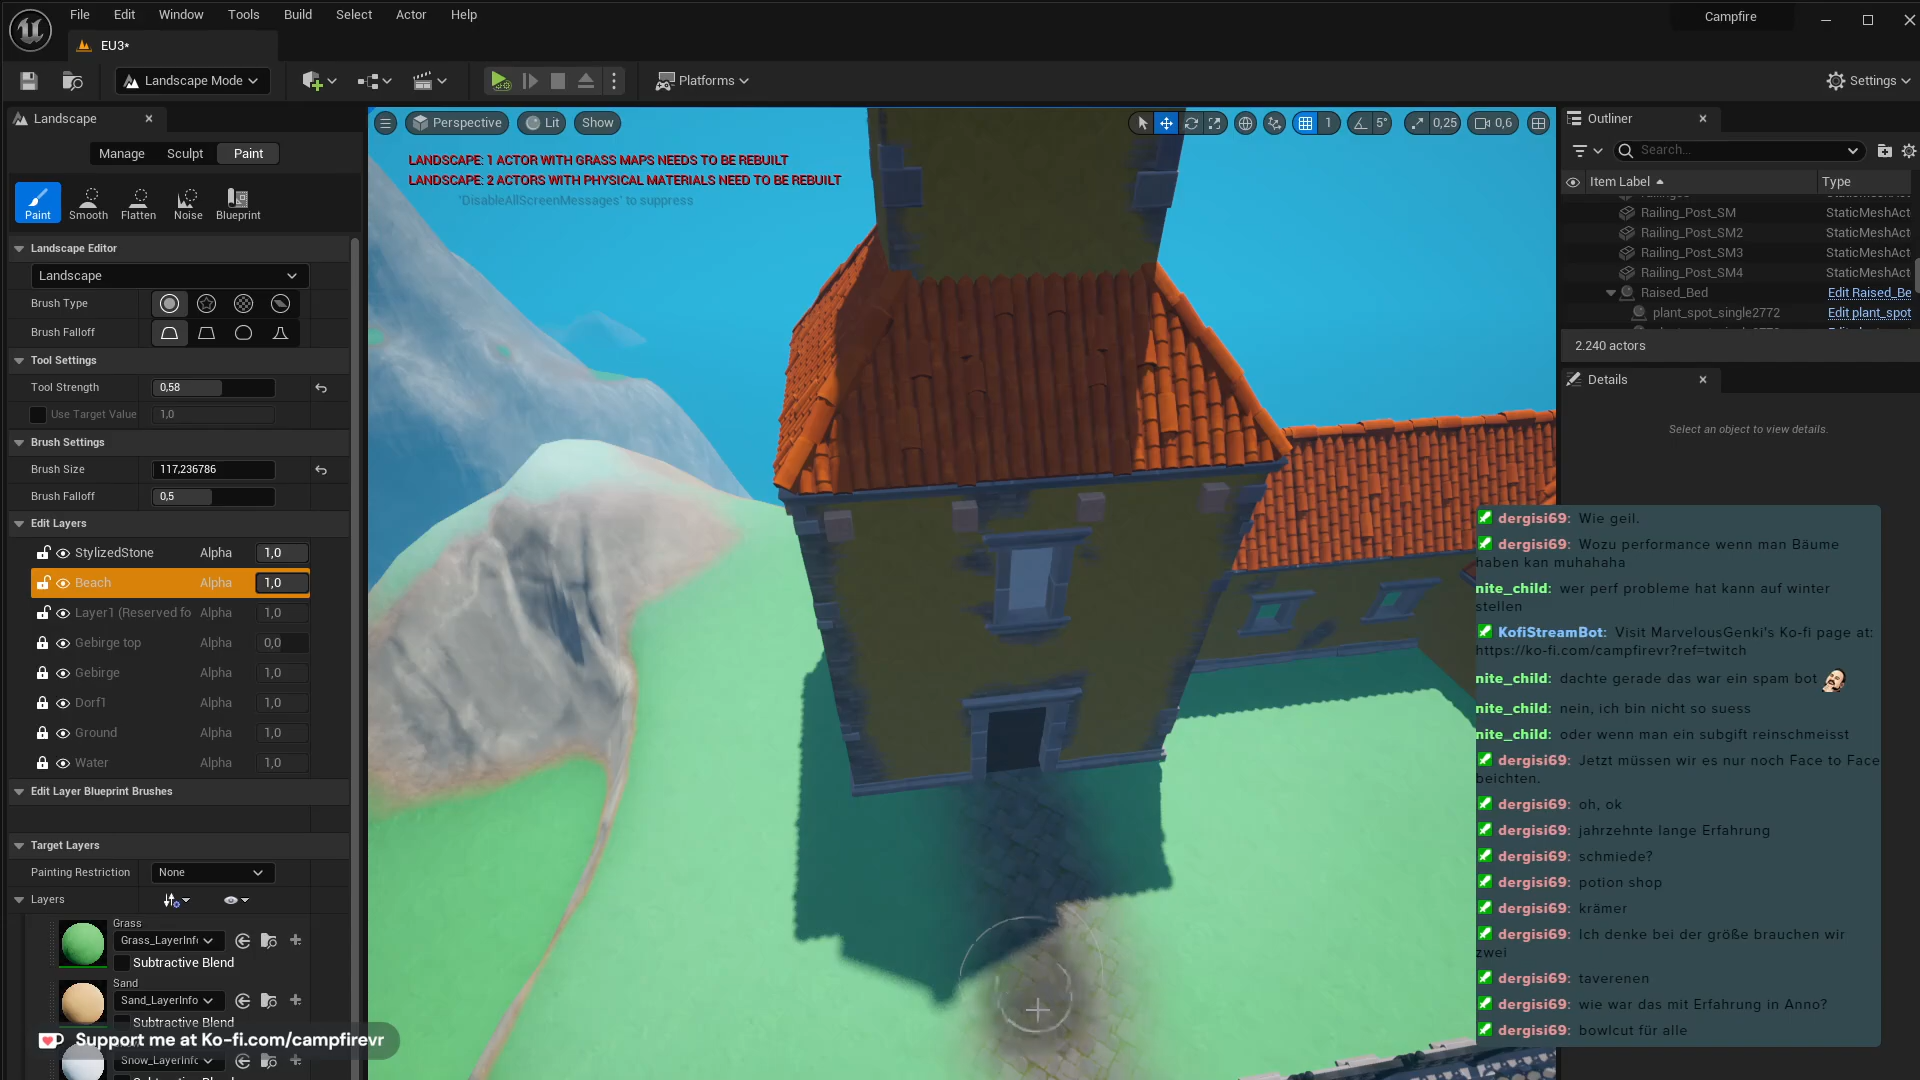 File Edit Window Tools Build Select Actor Help
Campfire
EU3*
Landscape Mode
Platforms
Settings
Landscape
Manage Sculpt Paint
Paint Smooth Flatten Noise Blueprint
Landscape Editor
Landscape
Brush Type
Brush Falloff
Tool Settings
Tool Strength 0,58
Use Target Value 1,0
Brush Settings
Brush Size 117,236786
Brush Falloff 0,5
Edit Layers
StylizedStone Alpha 1,0
Beach Alpha 1,0
Layer1 (Reserved fo Alpha 1,0
Gebirge top Alpha 0,0
Gebirge Alpha 1,0
Dorf1 Alpha 1,0
Ground Alpha 1,0
Water Alpha 1,0
Edit Layer Blueprint Brushes
Target Layers
Painting Restriction None
Layers
Grass
Grass_LayerInfo
Subtractive Blend
Sand
Sand_LayerInfo
Subtractive Blend
Support me at Ko-fi.com/campfirevr
Snow_LayerInfo
Perspective Lit Show
1 5° 0,25 0,6
LANDSCAPE: 1 ACTOR WITH GRASS MAPS NEEDS TO BE REBUILT
LANDSCAPE: 2 ACTORS WITH PHYSICAL MATERIALS NEED TO BE REBUILT
'DisableAllScreenMessages' to suppress
Outliner
Search...
Item Label Type
Railing_Post_SM StaticMeshAct
Railing_Post_SM2 StaticMeshAct
Railing_Post_SM3 StaticMeshAct
Railing_Post_SM4 StaticMeshAct
Raised_Bed Edit Raised_Be
plant_spot_single2772 Edit plant_spot
2.240 actors
Details
Select an object to view details.
dergisi69: Wie geil.
dergisi69: Wozu performance wenn man Bäume
haben kan muhahaha
nite_child: wer perf probleme hat kann auf winter
stellen
KofiStreamBot: Visit MarvelousGenki's Ko-fi page at:
https://ko-fi.com/campfirevr?ref=twitch
nite_child: dachte gerade das war ein spam bot
nite_child: nein, ich bin nicht so suess
nite_child: oder wenn man ein subgift reinschmeisst
dergisi69: Jetzt müssen wir es nur noch Face to Face
beichten.
dergisi69: oh, ok
dergisi69: jahrzehnte lange Erfahrung
dergisi69: schmiede?
dergisi69: potion shop
dergisi69: krämer
dergisi69: Ich denke bei der größe brauchen wir
zwei
dergisi69: taverenen
dergisi69: wie war das mit Erfahrung in Anno?
dergisi69: bowlcut für alle